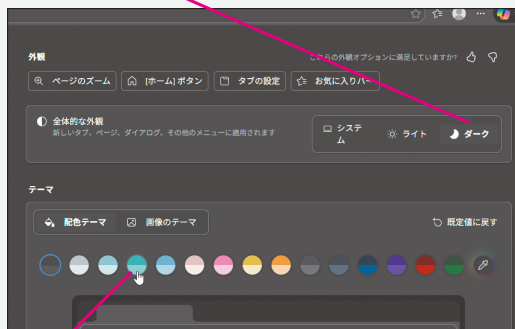 外観
これらの外観オプションに満足していますか?
ページのズーム
[ホーム] ボタン
タブの設定
お気に入りバー
全体的な外観
新しいタブ、ページ、ダイアログ、その他のメニューに適用されます
システム
ライト
ダーク
テーマ
配色テーマ
画像のテーマ
既定値に戻す